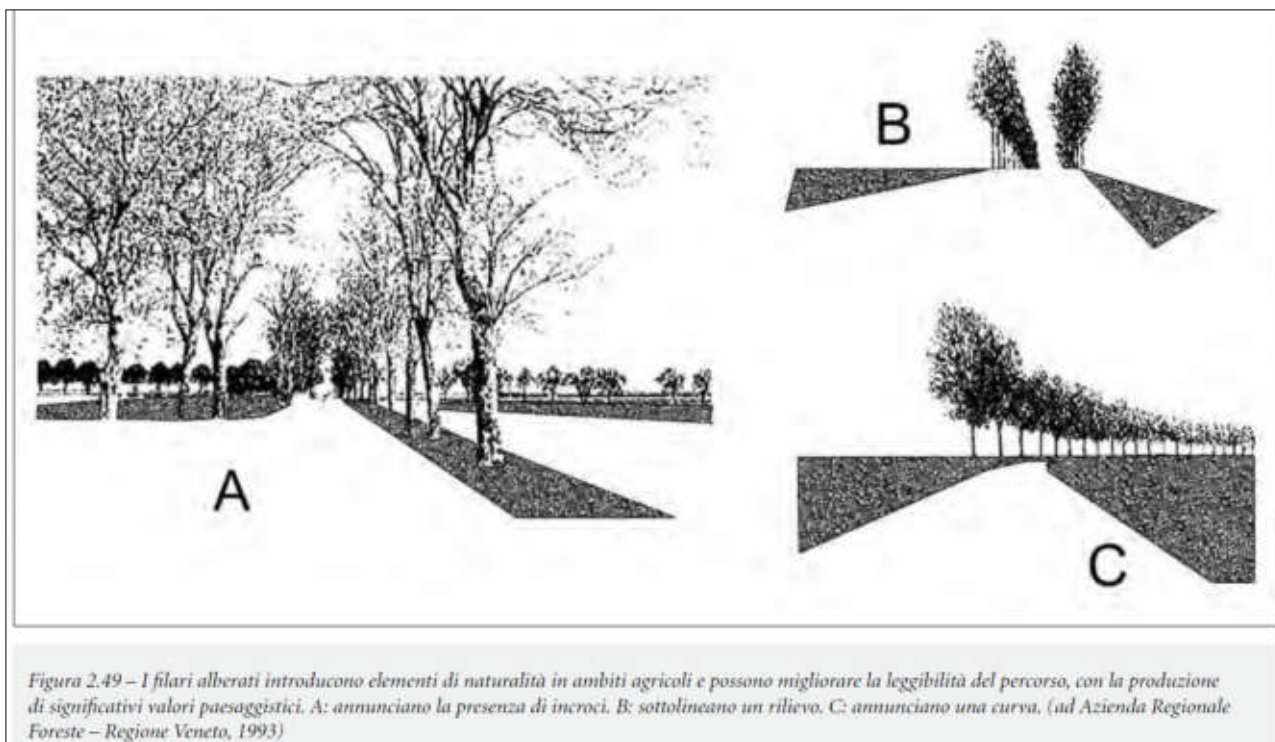 A
B
C
Figura 2.49 – I filari alberati introducono elementi di naturalità in ambiti agricoli e possono migliorare la leggibilità del percorso, con la produzione
di significativi valori paesaggistici. A: annunciano la presenza di incroci. B: sottolineano un rilievo. C: annunciano una curva. (ad Azienda Regionale
Foreste – Regione Veneto, 1993)